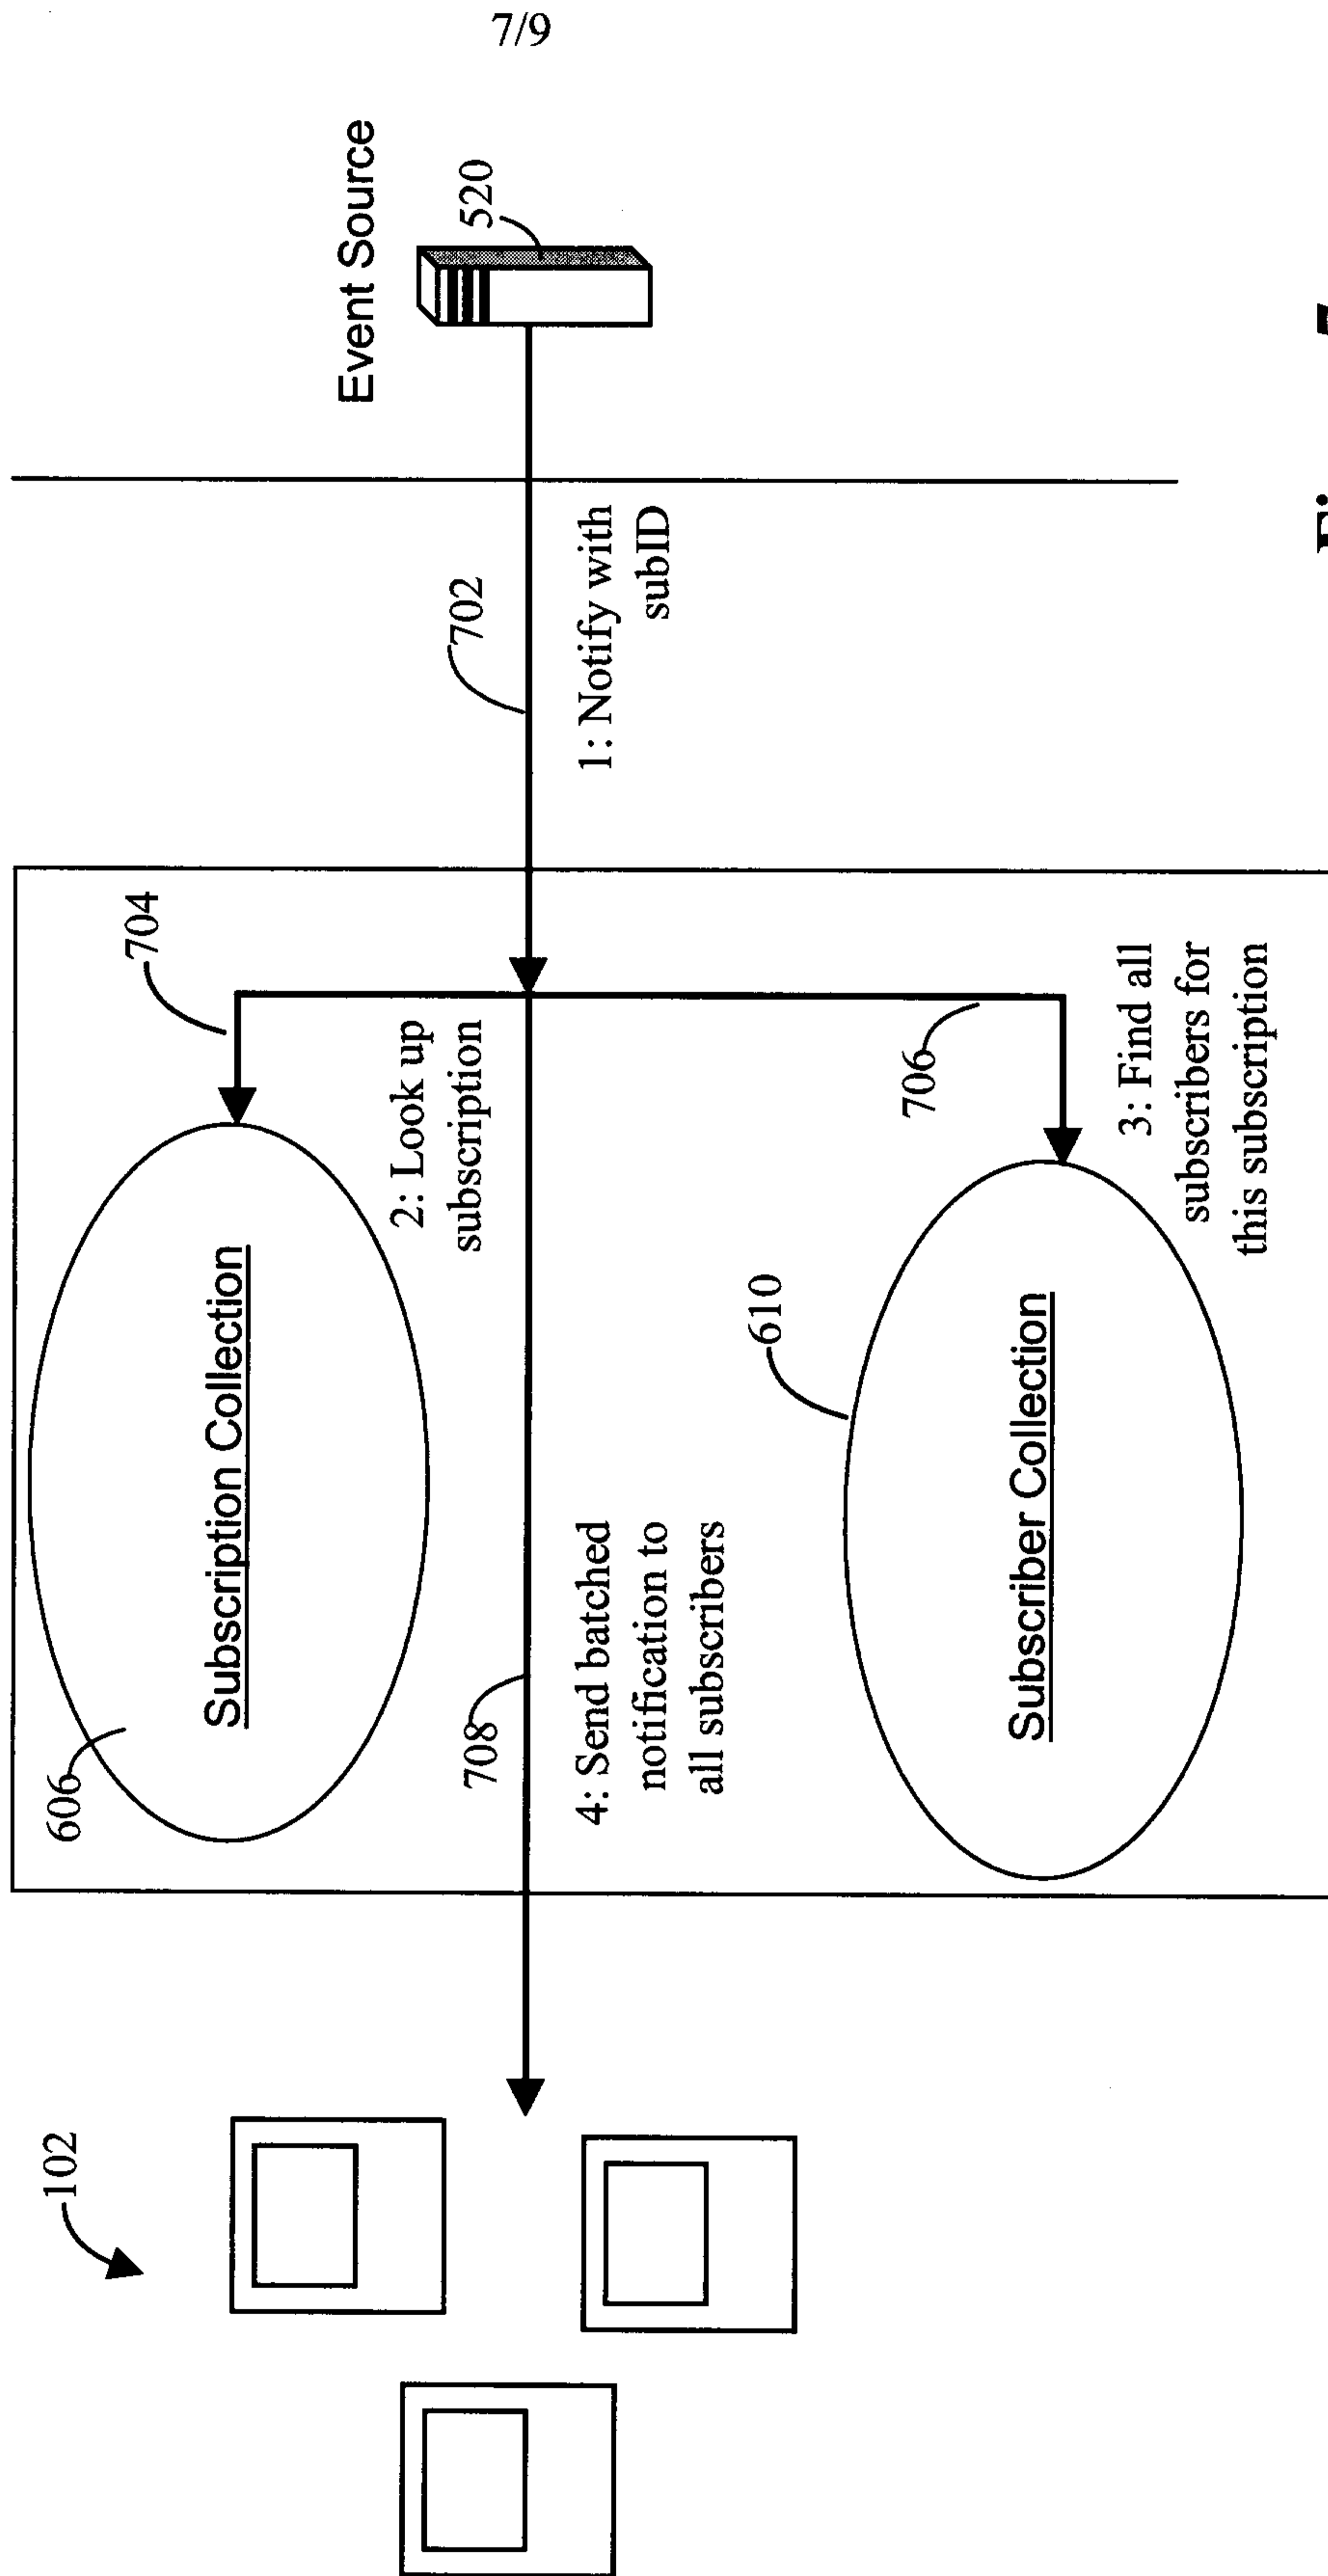 7/9
102
606
Subscription Collection
704
Event Source
2: Look up
subscription
708
702
520
4: Send batched
notification to
all subscribers
1: Notify with
subID
610
706
Subscriber Collection
3: Find all
subscribers for
this subscription